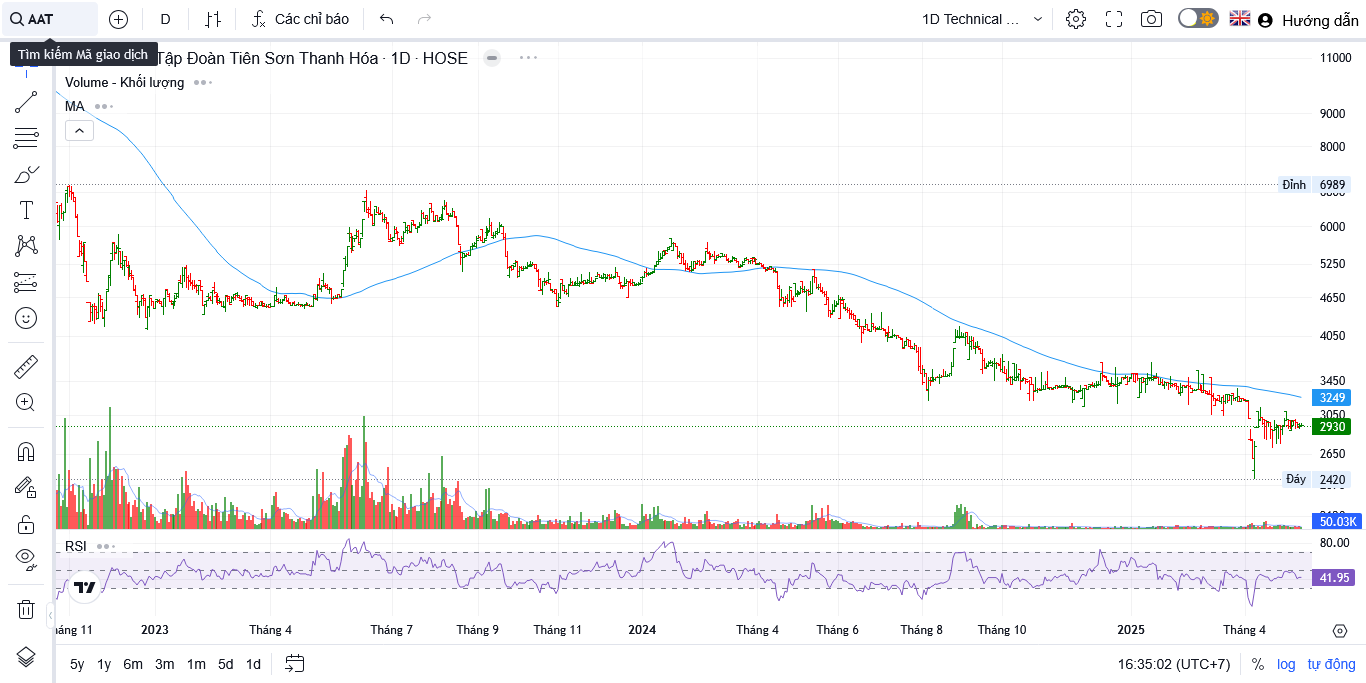 AAT
D
Các chỉ báo
1D Technical ...
Hướng dẫn
Tìm kiếm Mã giao dịch
Tập Đoàn Tiên Sơn Thanh Hóa · 1D · HOSE
Volume - Khối lượng
MA
11000
9000
8000
Đỉnh 6989
6000
5250
4650
4050
3450
3249
3050
2930
2650
Đáy 2420
50.03K
RSI
80.00
41.95
háng 11
2023
Tháng 4
Tháng 7
Tháng 9
Tháng 11
2024
Tháng 4
Tháng 6
Tháng 8
Tháng 10
2025
Tháng 4
5y 1y 6m 3m 1m 5d 1d
16:35:02 (UTC+7)
%
log
tự động